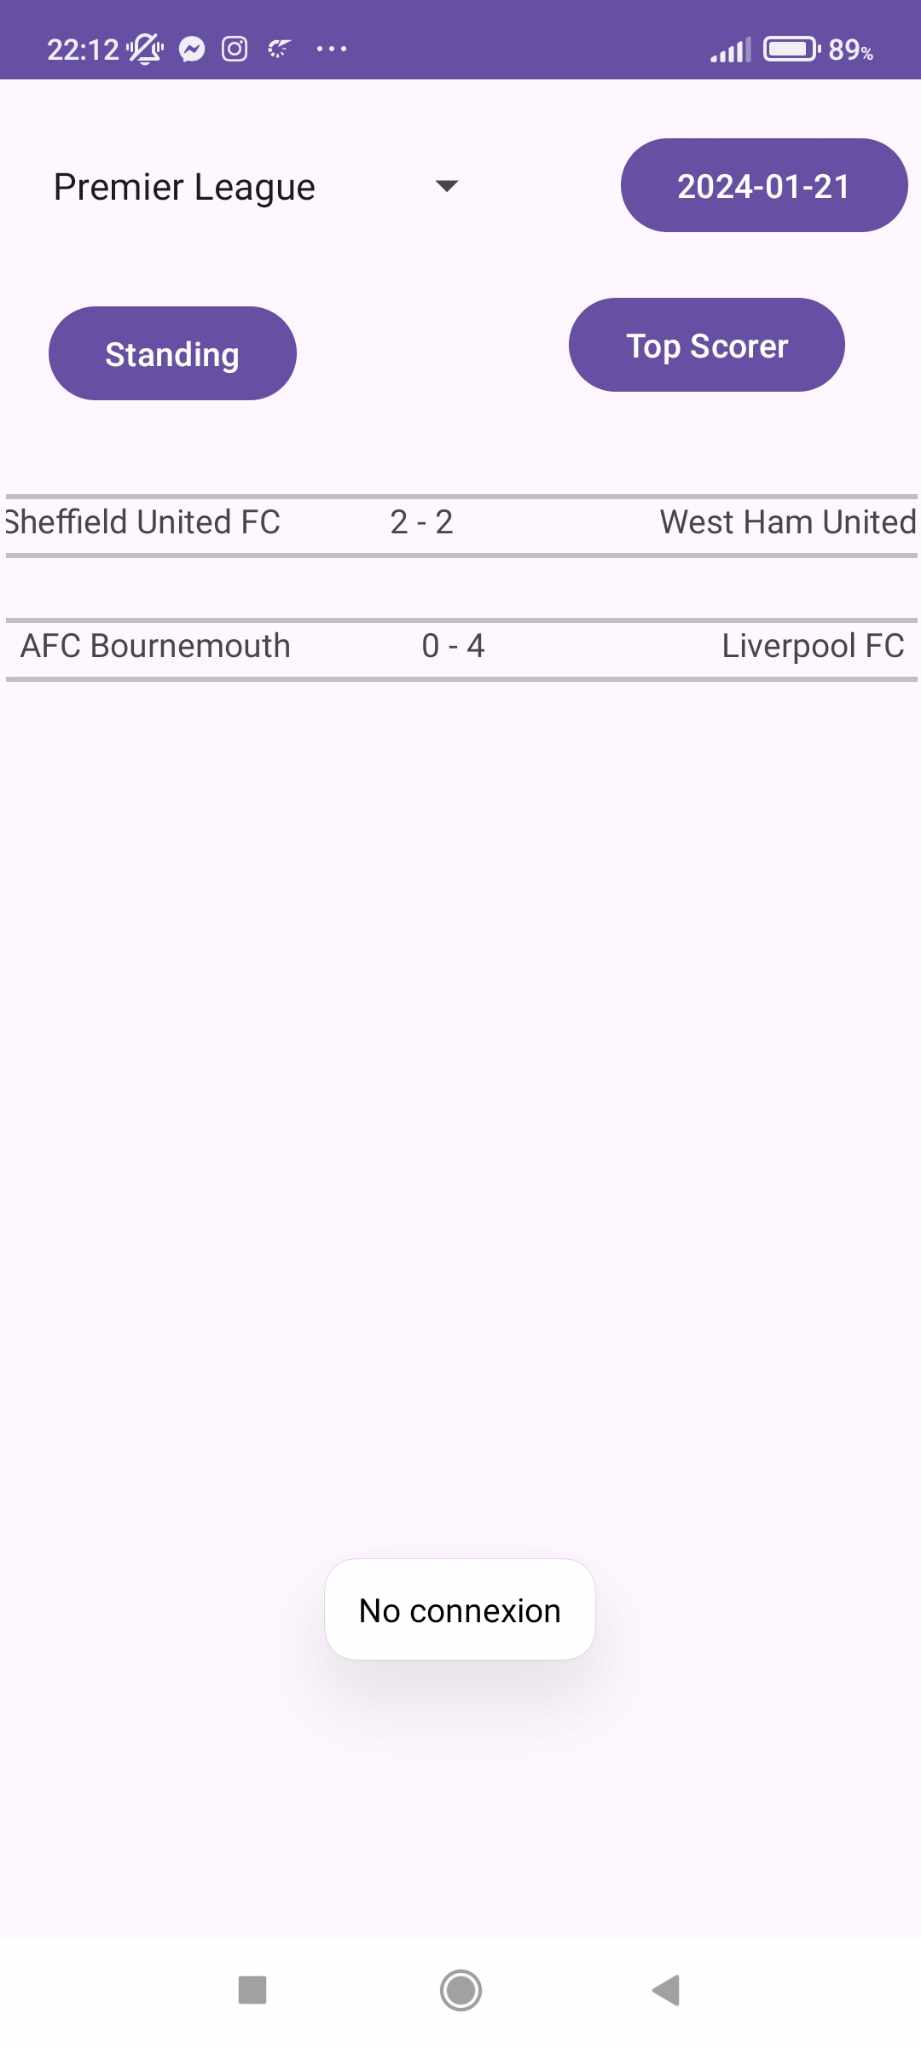 22:12 89%
Premier League 2024-01-21
Standing Top Scorer
Sheffield United FC 2 - 2 West Ham United
AFC Bournemouth 0 - 4 Liverpool FC
No connexion